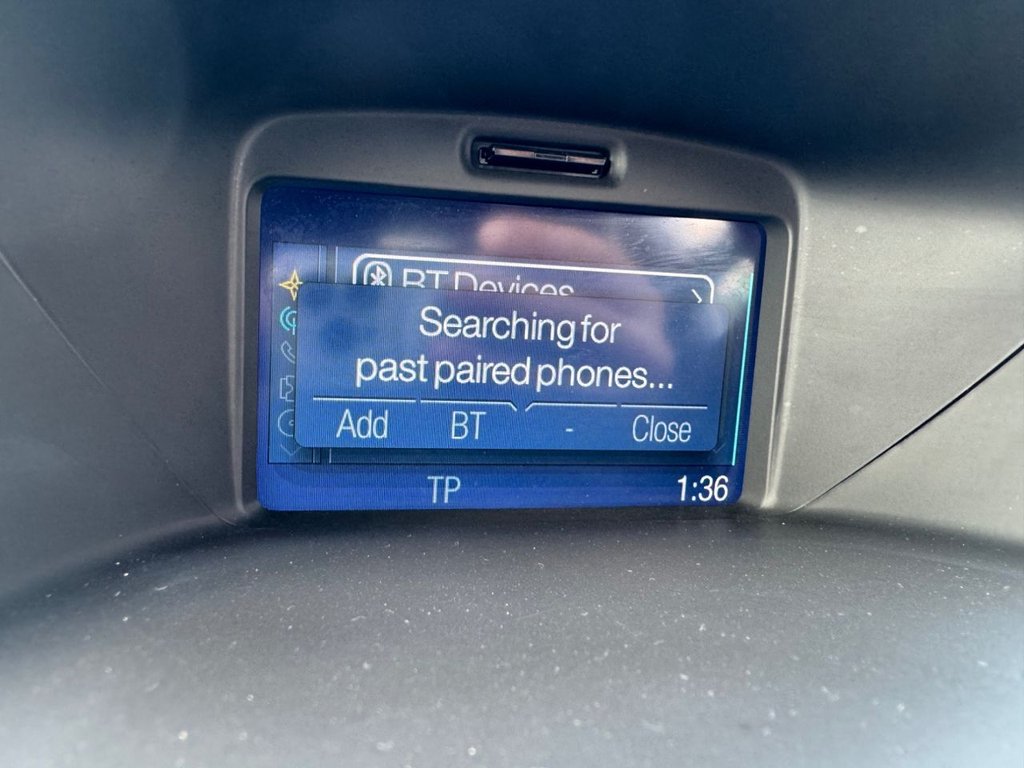 BT Devices
Searching for
past paired phones...
Add BT - Close
TP 1:36